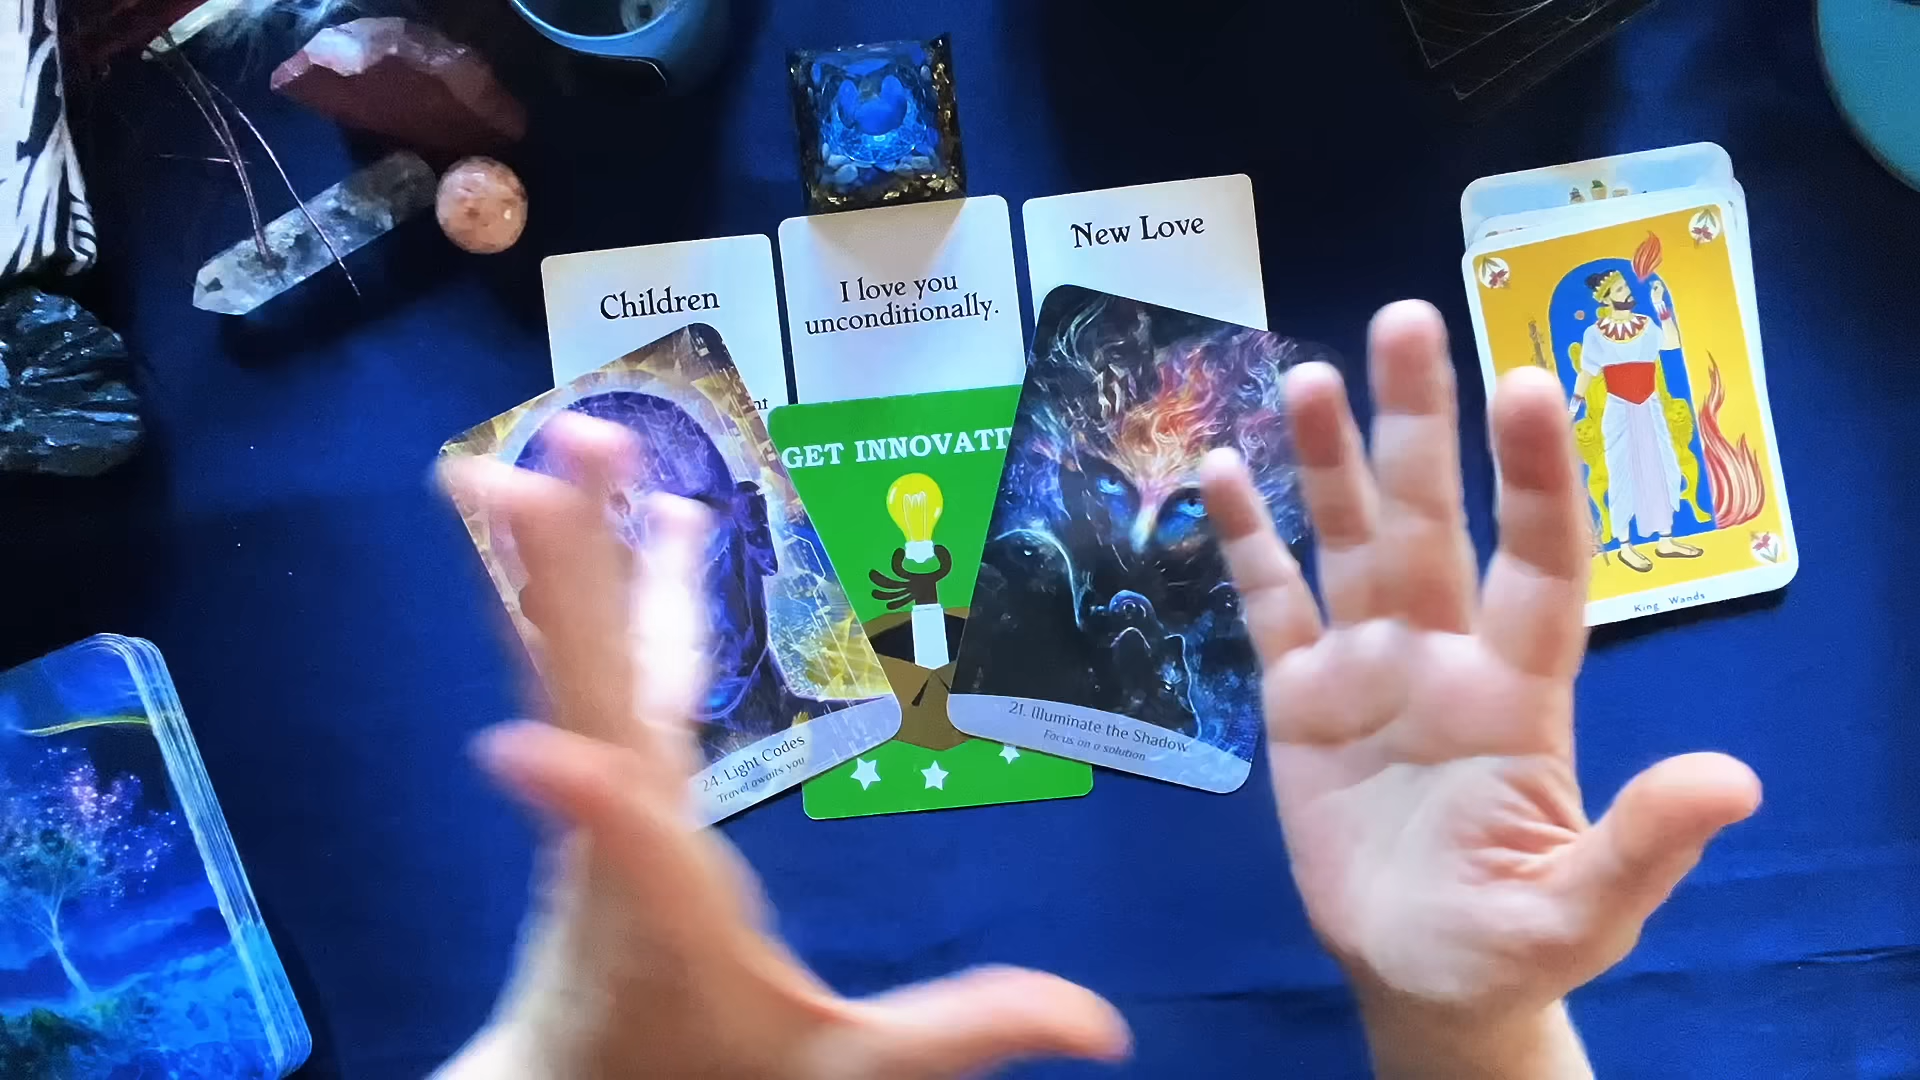 Children
I love you
unconditionally.
New Love
nt
GET INNOVATI
24. Light Codes
Travel awaits you
21. Illuminate the Shadow
Focus on a solution
King Wands